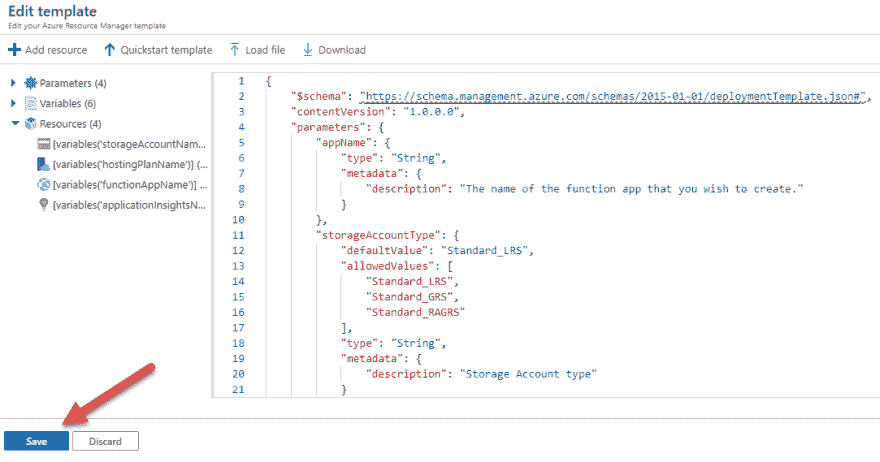 Edit template
Edit your Azure Resource Manager template
Add resource Quickstart template Load file Download
Parameters (4)
Variables (6)
Resources (4)
[variables('storageAccountNam...
[variables('hostingPlanName')] (...
[variables('functionAppName')] ...
[variables('applicationInsightsN...
1 {
2 "$schema": "https://schema.management.azure.com/schemas/2015-01-01/deploymentTemplate.json#",
3 "contentVersion": "1.0.0.0",
4 "parameters": {
5 "appName": {
6 "type": "String",
7 "metadata": {
8 "description": "The name of the function app that you wish to create."
9 }
10 },
11 "storageAccountType": {
12 "defaultValue": "Standard_LRS",
13 "allowedValues": [
14 "Standard_LRS",
15 "Standard_GRS",
16 "Standard_RAGRS"
17 ],
18 "type": "String",
19 "metadata": {
20 "description": "Storage Account type"
21 }
Save Discard